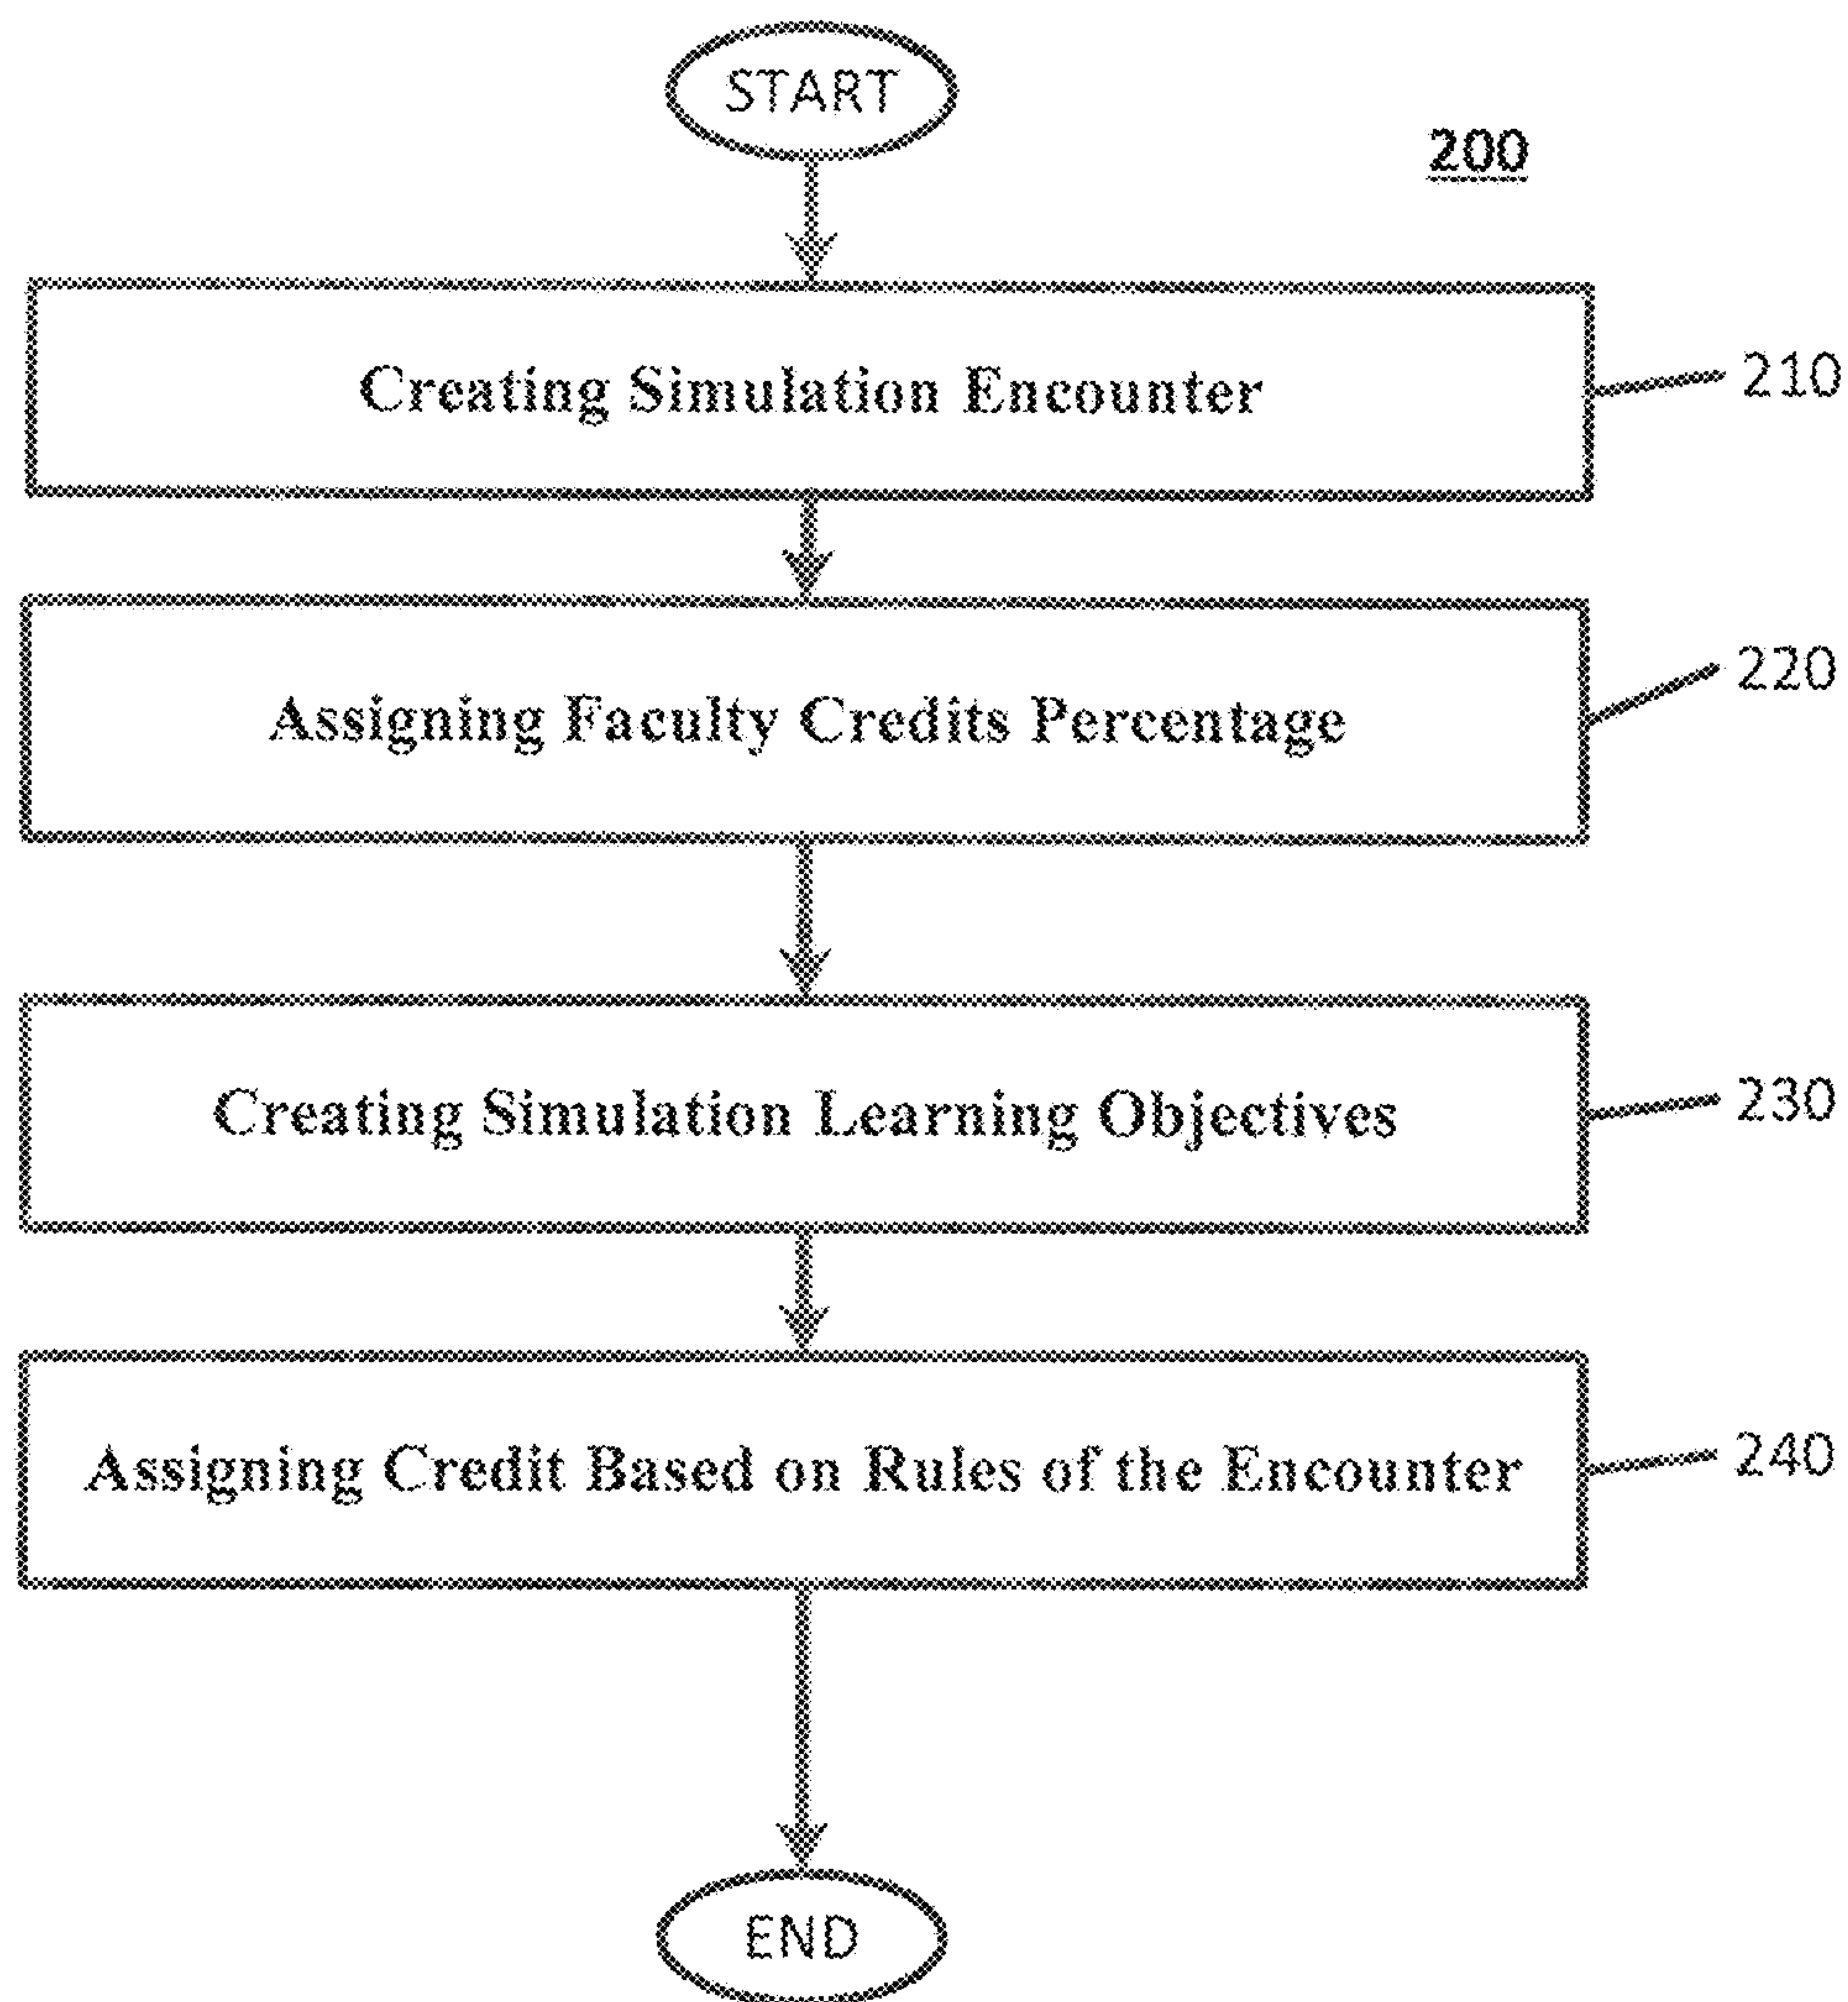 START
200
Creating Simulation Encounter
210
Assigning Faculty Credits Percentage
220
Creating Simulation Learning Objectives
230
Assigning Credit Based on Rules of the Encounter
240
END